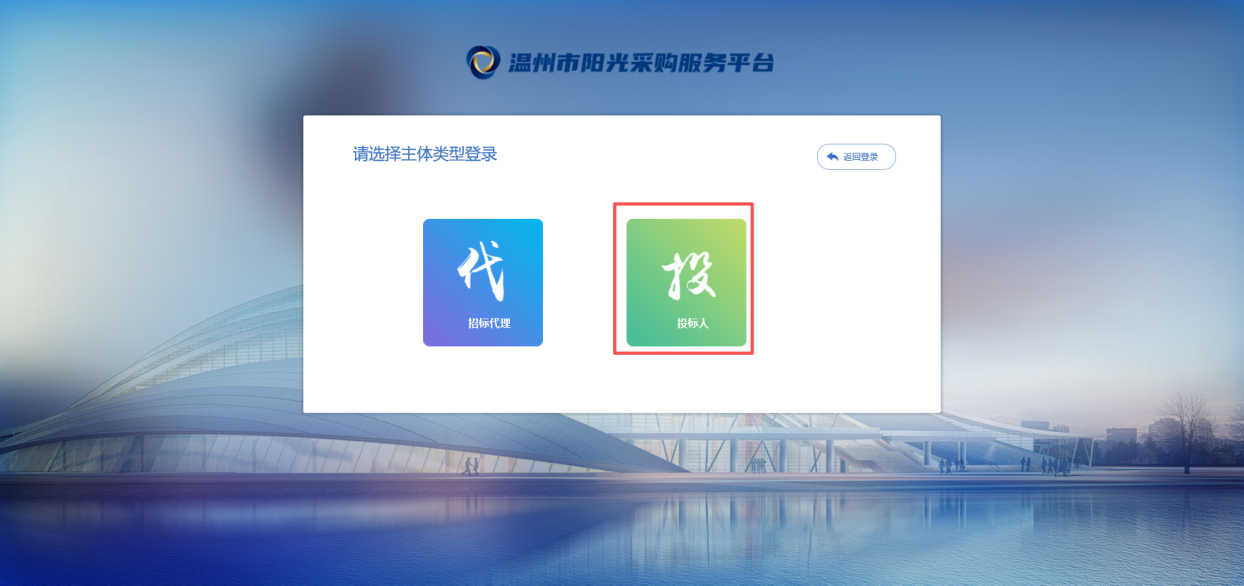 温州市阳光采购服务平台
请选择主体类型登录
返回登录
代
招标代理
投
投标人